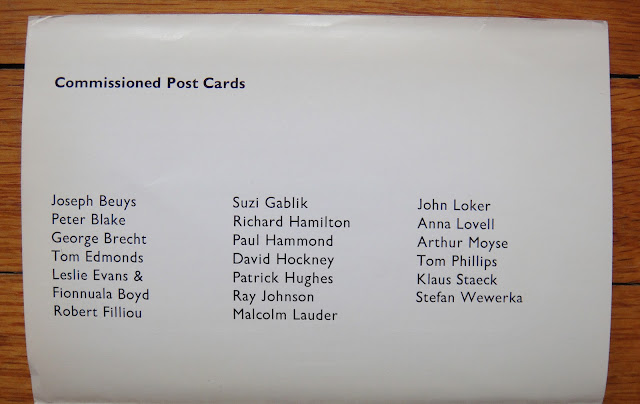 Commissioned Post Cards
Joseph Beuys
Peter Blake
George Brecht
Tom Edmonds
Leslie Evans &
Fionnuala Boyd
Robert Filliou
Suzi Gablik
Richard Hamilton
Paul Hammond
David Hockney
Patrick Hughes
Ray Johnson
Malcolm Lauder
John Loker
Anna Lovell
Arthur Moyse
Tom Phillips
Klaus Staeck
Stefan Wewerka